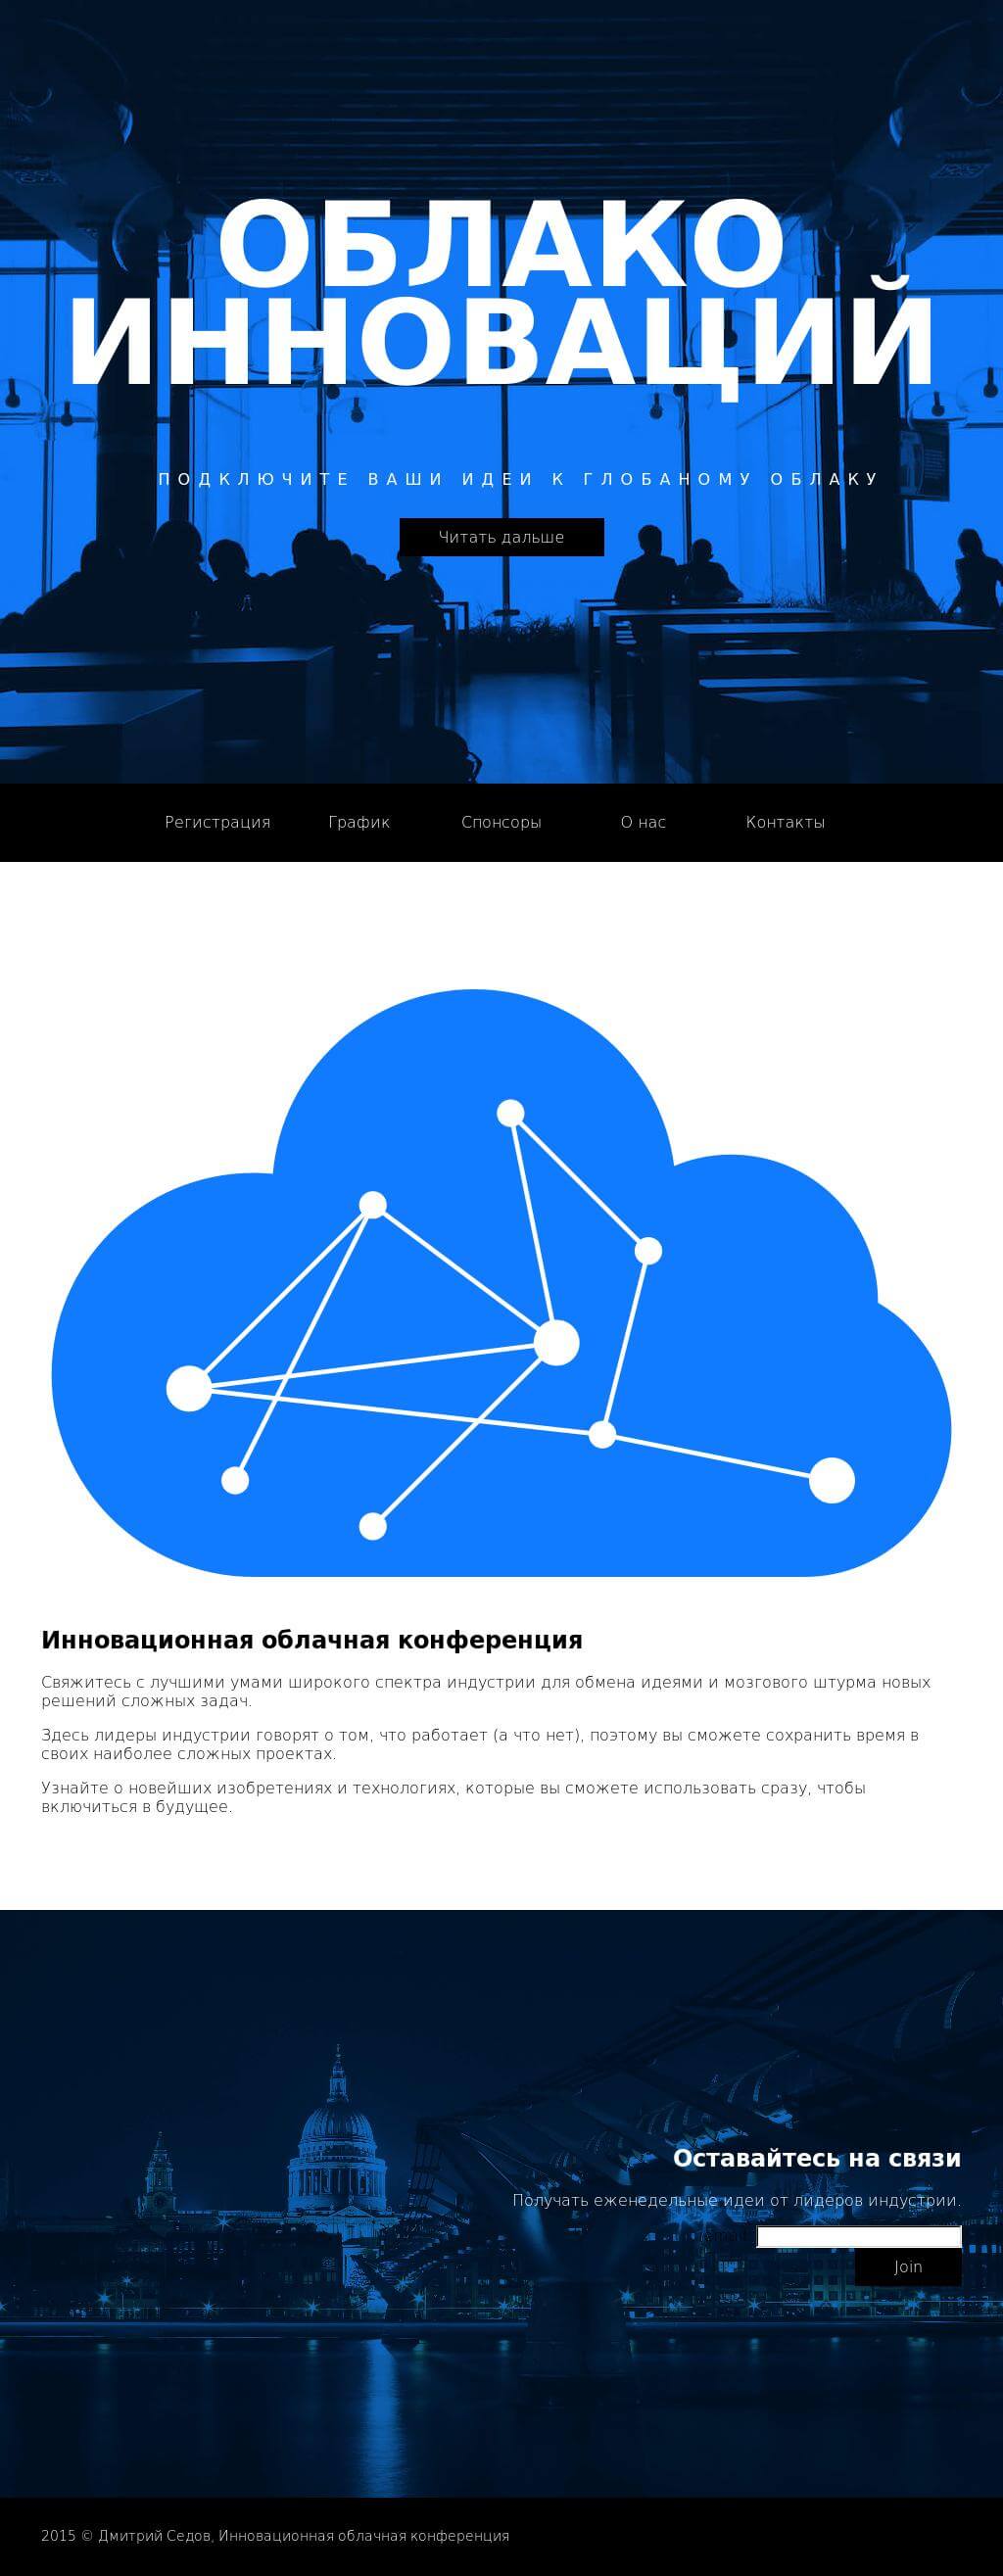 ОБЛАКО
ИННОВАЦИЙ
ПОДКЛЮЧИТЕ ВАШИ ИДЕИ К ГЛОБАНОМУ ОБЛАКУ
Читать дальше
Регистрация График Спонсоры О нас Контакты
Инновационная облачная конференция
Свяжитесь с лучшими умами широкого спектра индустрии для обмена идеями и мозгового штурма новых
решений сложных задач.
Здесь лидеры индустрии говорят о том, что работает (а что нет), поэтому вы сможете сохранить время в
своих наиболее сложных проектах.
Узнайте о новейших изобретениях и технологиях, которые вы сможете использовать сразу, чтобы
включиться в будущее.
Оставайтесь на связи
Получать еженедельные идеи от лидеров индустрии.
Join
2015 © Дмитрий Седов, Инновационная облачная конференция